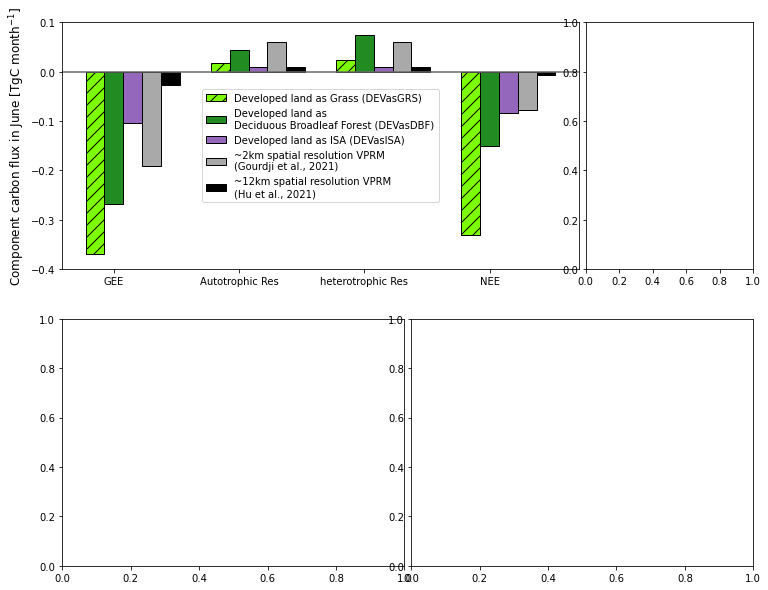 Component carbon flux in June [TgC month⁻¹]
0.1
0.0
−0.1
−0.2
−0.3
−0.4
Developed land as Grass (DEVasGRS)
Developed land as
Deciduous Broadleaf Forest (DEVasDBF)
Developed land as ISA (DEVasISA)
~2km spatial resolution VPRM
(Gourdji et al., 2021)
~12km spatial resolution VPRM
(Hu et al., 2021)
GEE Autotrophic Res heterotrophic Res NEE
1.0
0.8
0.6
0.4
0.2
0.0
0.0 0.2 0.4 0.6 0.8 1.0
1.0
0.8
0.6
0.4
0.2
0.0
0.0 0.2 0.4 0.6 0.8 1.0
1.0
0.8
0.6
0.4
0.2
0.0
0.0 0.2 0.4 0.6 0.8 1.0